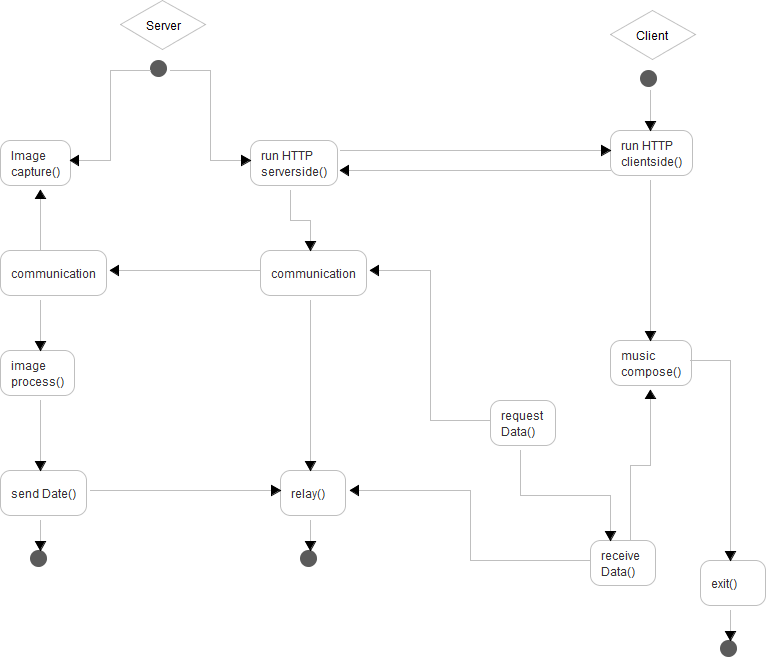 Server
Client
Image
capture()
run HTTP
serverside()
run HTTP
clientside()
communication
communication
image
process()
music
compose()
request
Data()
send Date()
relay()
receive
Data()
exit()